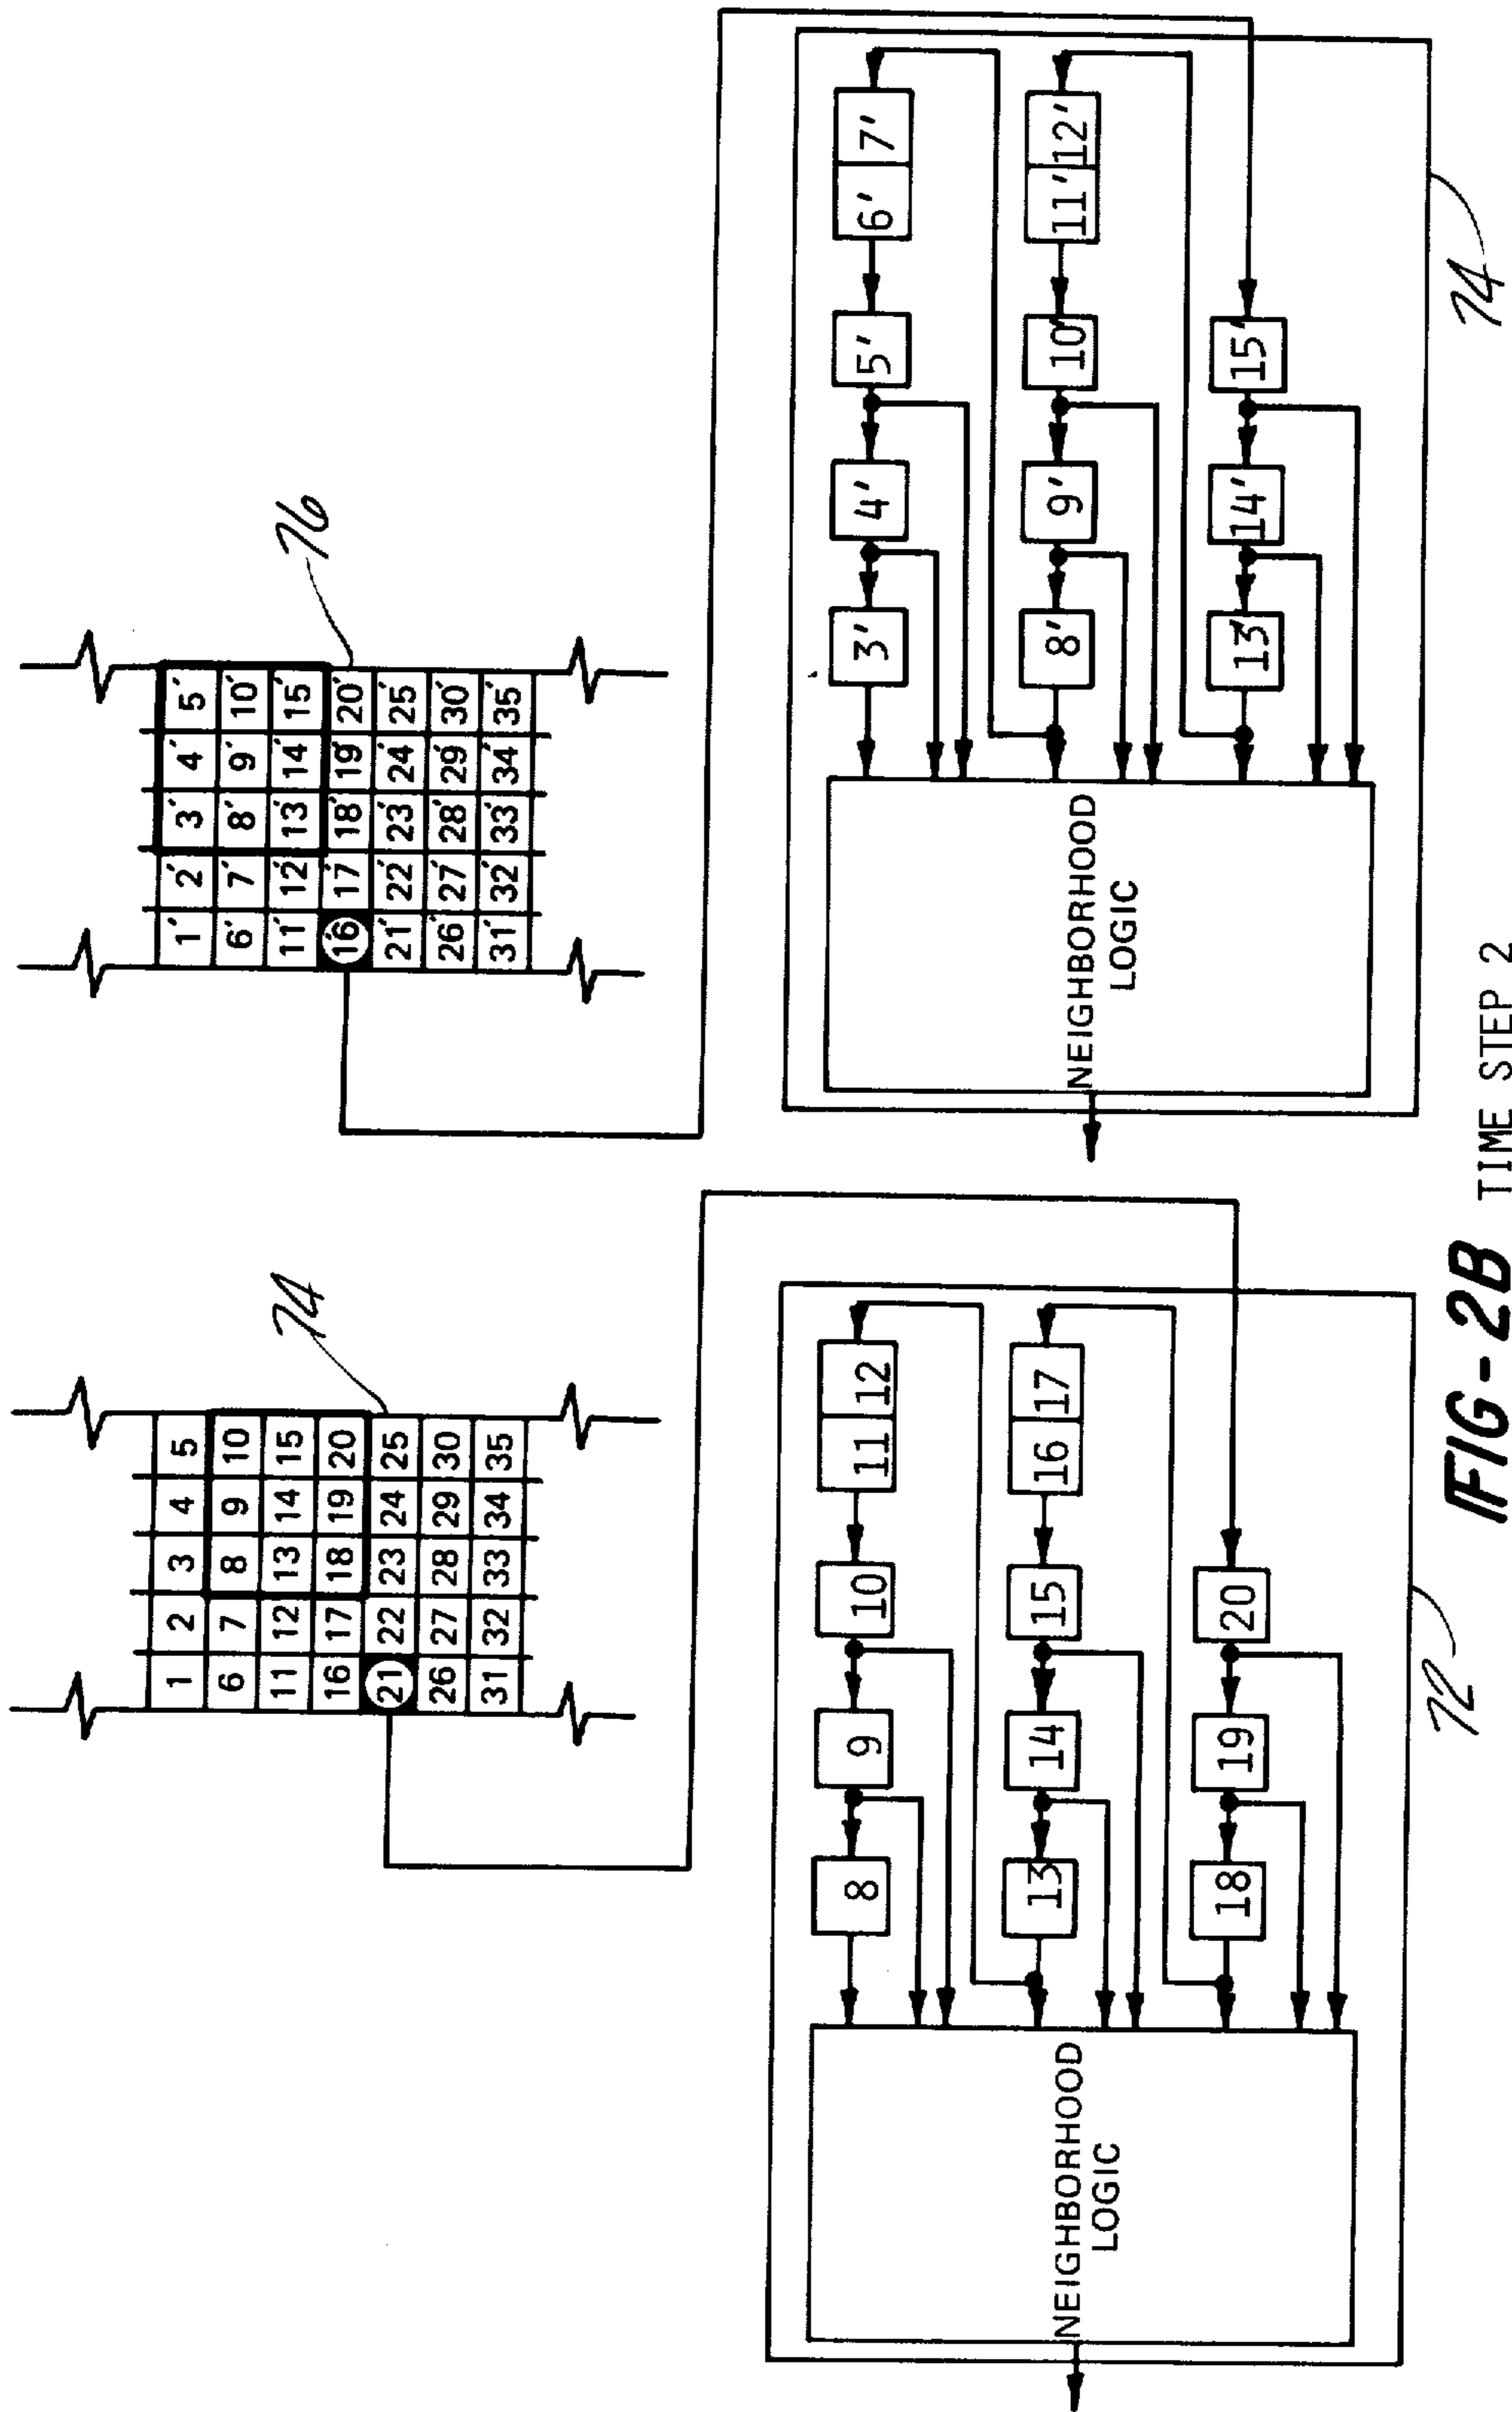 74
1 2 3 4 5
6 7 8 9 10
11 12 13 14 15
16 17 18 19 20
21 22 23 24 25
26 27 28 29 30
31 32 33 34 35
76
1' 2' 3' 4' 5'
6' 7' 8' 9' 10'
11' 12' 13' 14' 15'
16' 17' 18' 19' 20'
21' 22' 23' 24' 25'
26' 27' 28' 29' 30'
31' 32' 33' 34' 35'
NEIGHBORHOOD
LOGIC
8 9 10 11 12
13 14 15 16 17
18 19 20
72
NEIGHBORHOOD
LOGIC
3' 4' 5' 6' 7'
8' 9' 10' 11' 12'
13' 14' 15'
74
FIG-2B TIME STEP 2